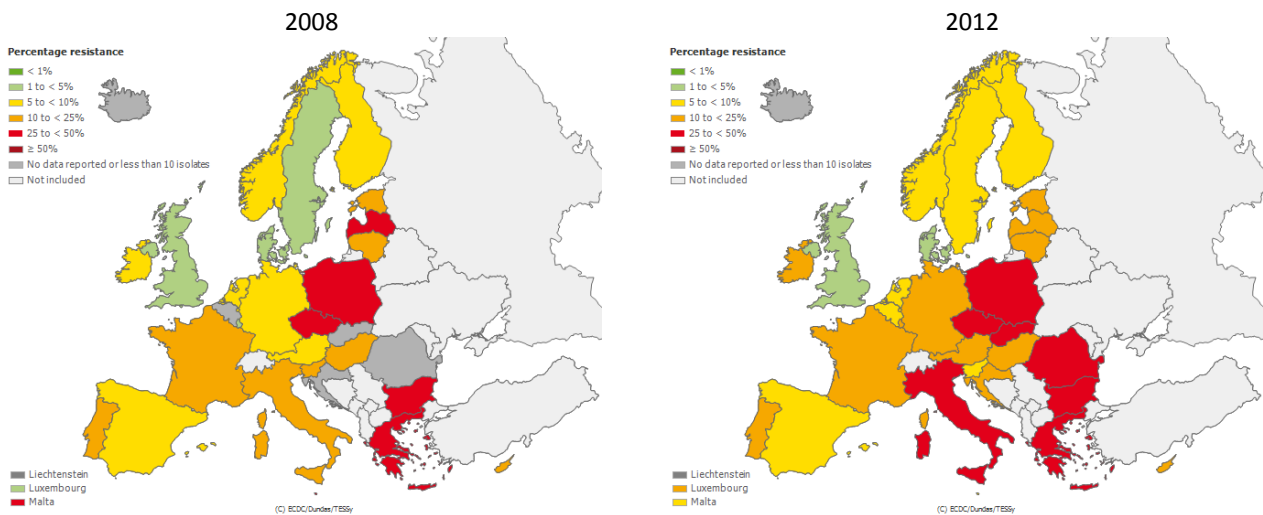 2008
Percentage resistance
< 1%
1 to < 5%
5 to < 10%
10 to < 25%
25 to < 50%
≥ 50%
No data reported or less than 10 isolates
Not included
Liechtenstein
Luxembourg
Malta
(C) ECDC/Dundas/TESSy
2012
Percentage resistance
< 1%
1 to < 5%
5 to < 10%
10 to < 25%
25 to < 50%
≥ 50%
No data reported or less than 10 isolates
Not included
Liechtenstein
Luxembourg
Malta
(C) ECDC/Dundas/TESSy